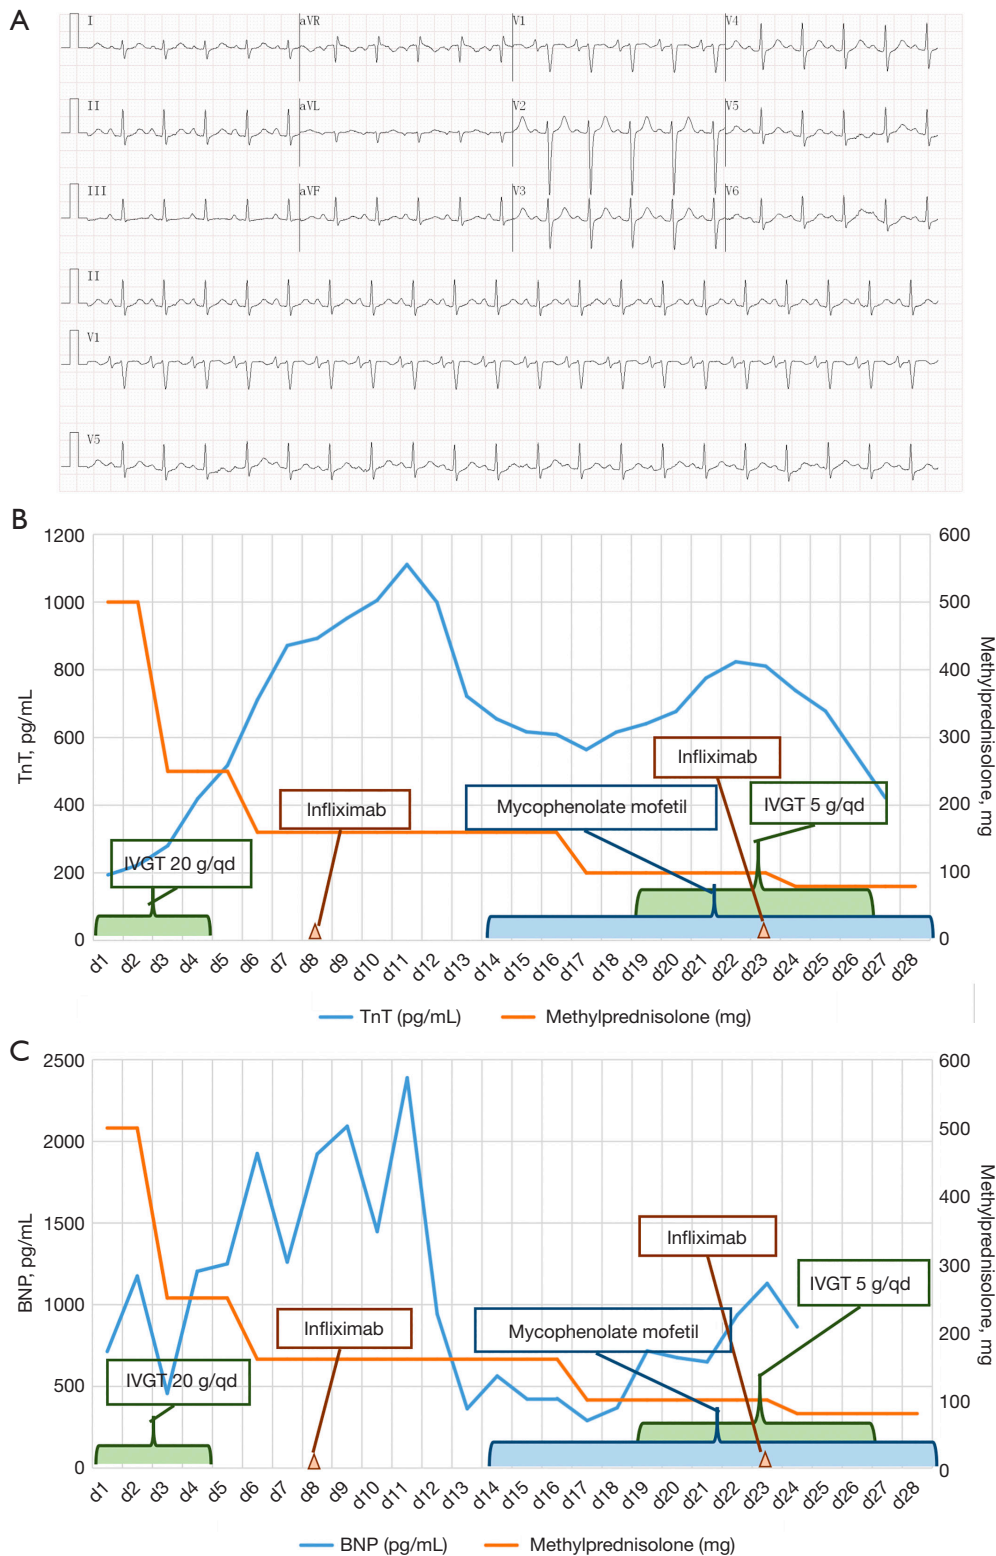 A
I aVR V1 V4
II aVL V2 V5
III aVF V3 V6
II
V1
V5
B
1200 600
1000 500
800 400
600 300
400 200
200 100
0 0
TnT, pg/mL
Methylprednisolone, mg
IVGT 20 g/qd
Infliximab
Mycophenolate mofetil
Infliximab
IVGT 5 g/qd
d1 d2 d3 d4 d5 d6 d7 d8 d9 d10 d11 d12 d13 d14 d15 d16 d17 d18 d19 d20 d21 d22 d23 d24 d25 d26 d27 d28
TnT (pg/mL) Methylprednisolone (mg)
C
2500 600
2000 500
1500 400
1000 300
500 200
0 100
0
BNP, pg/mL
Methylprednisolone, mg
IVGT 20 g/qd
Infliximab
Mycophenolate mofetil
Infliximab
IVGT 5 g/qd
d1 d2 d3 d4 d5 d6 d7 d8 d9 d10 d11 d12 d13 d14 d15 d16 d17 d18 d19 d20 d21 d22 d23 d24 d25 d26 d27 d28
BNP (pg/mL) Methylprednisolone (mg)